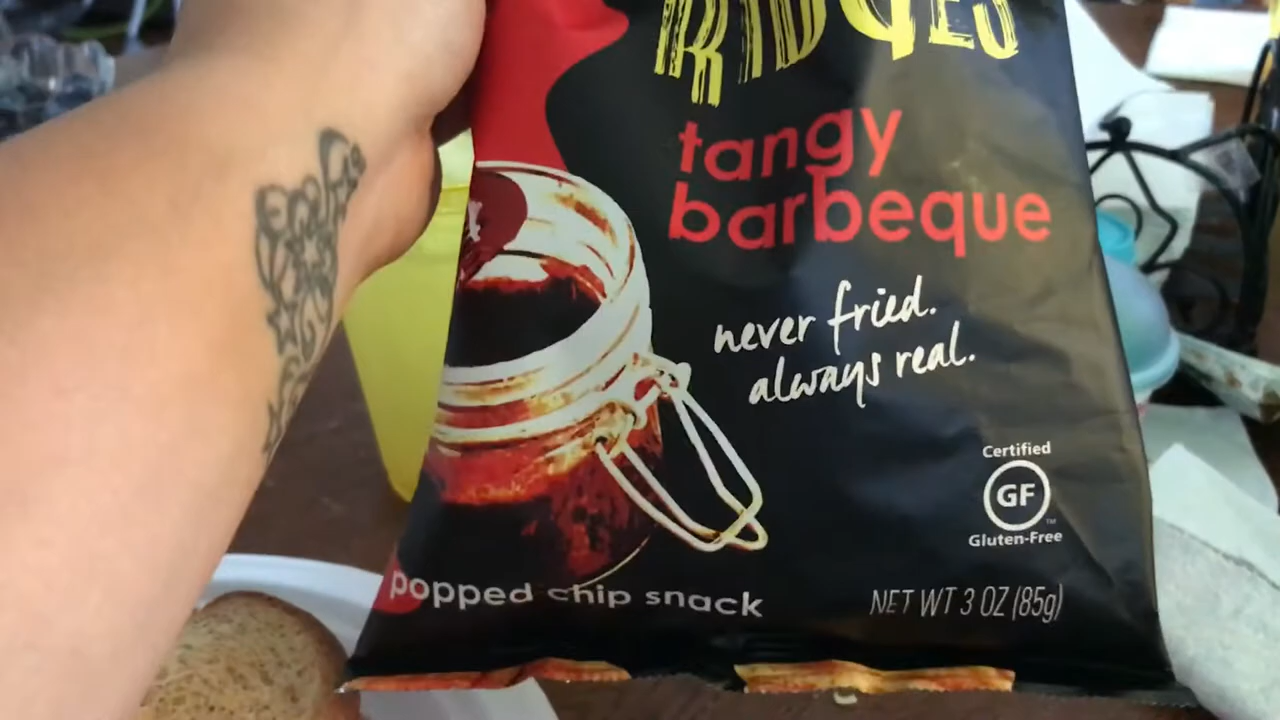 RIDGES
tangy
barbeque
never fried.
always real.
Certified
GF
TM
Gluten-Free
popped chip snack
NET WT 3 OZ (85g)